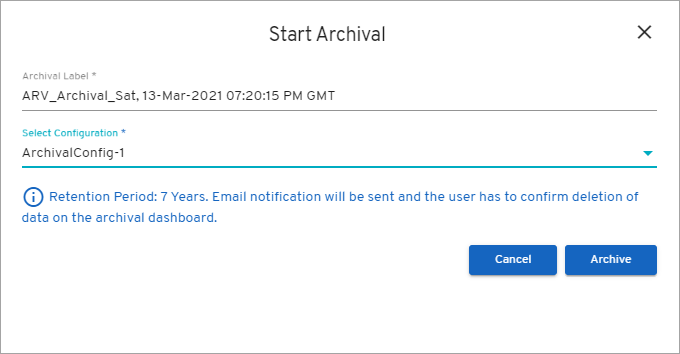 Start Archival
Archival Label *
ARV_Archival_Sat, 13-Mar-2021 07:20:15 PM GMT
Select Configuration *
ArchivalConfig-1
Retention Period: 7 Years. Email notification will be sent and the user has to confirm deletion of
data on the archival dashboard.
Cancel
Archive